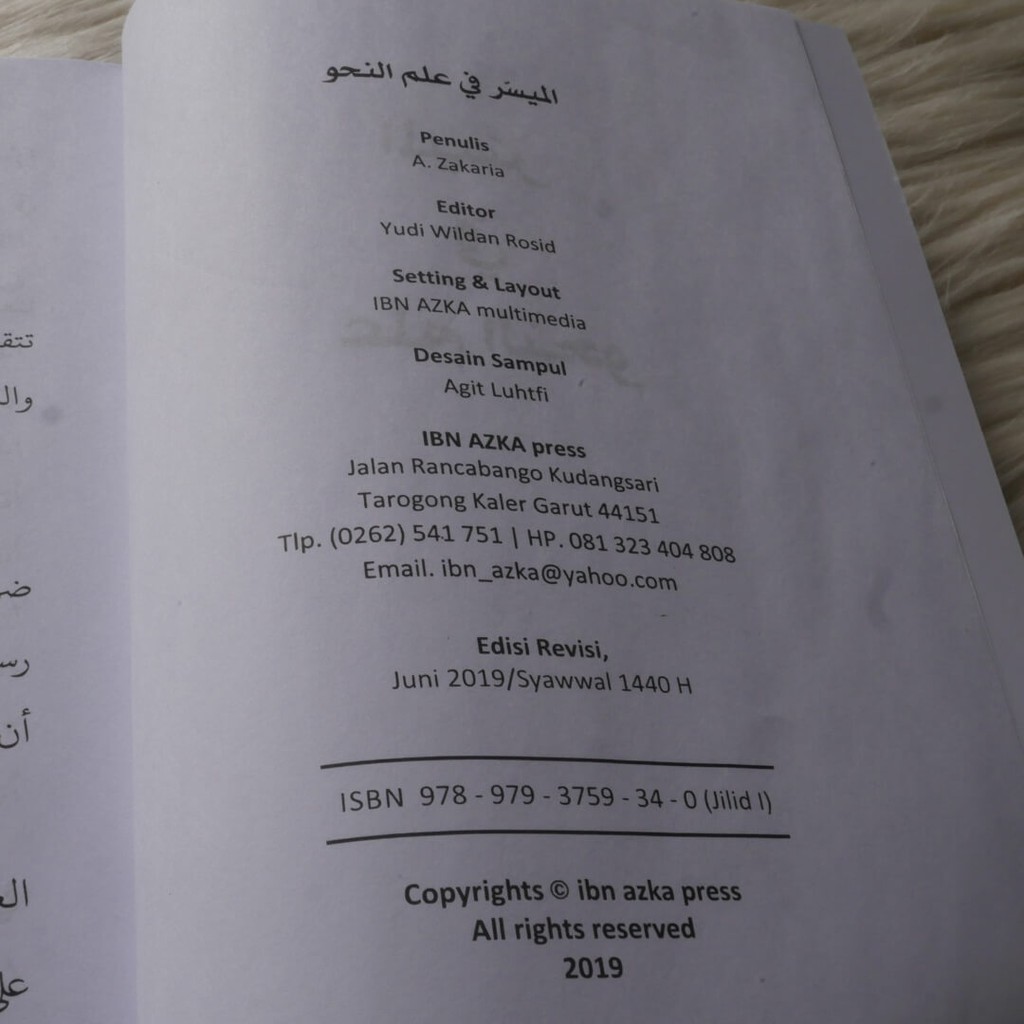 الميسّر في علم النحو
Penulis
A. Zakaria
Editor
Yudi Wildan Rosid
Setting & Layout
IBN AZKA multimedia
Desain Sampul
Agit Luhtfi
IBN AZKA press
Jalan Rancabango Kudangsari
Tarogong Kaler Garut 44151
Tlp. (0262) 541 751 | HP. 081 323 404 808
Email. ibn_azka@yahoo.com
Edisi Revisi,
Juni 2019/Syawwal 1440 H
ISBN 978 - 979 - 3759 - 34 - 0 (Jilid I)
Copyrights © ibn azka press
All rights reserved
2019